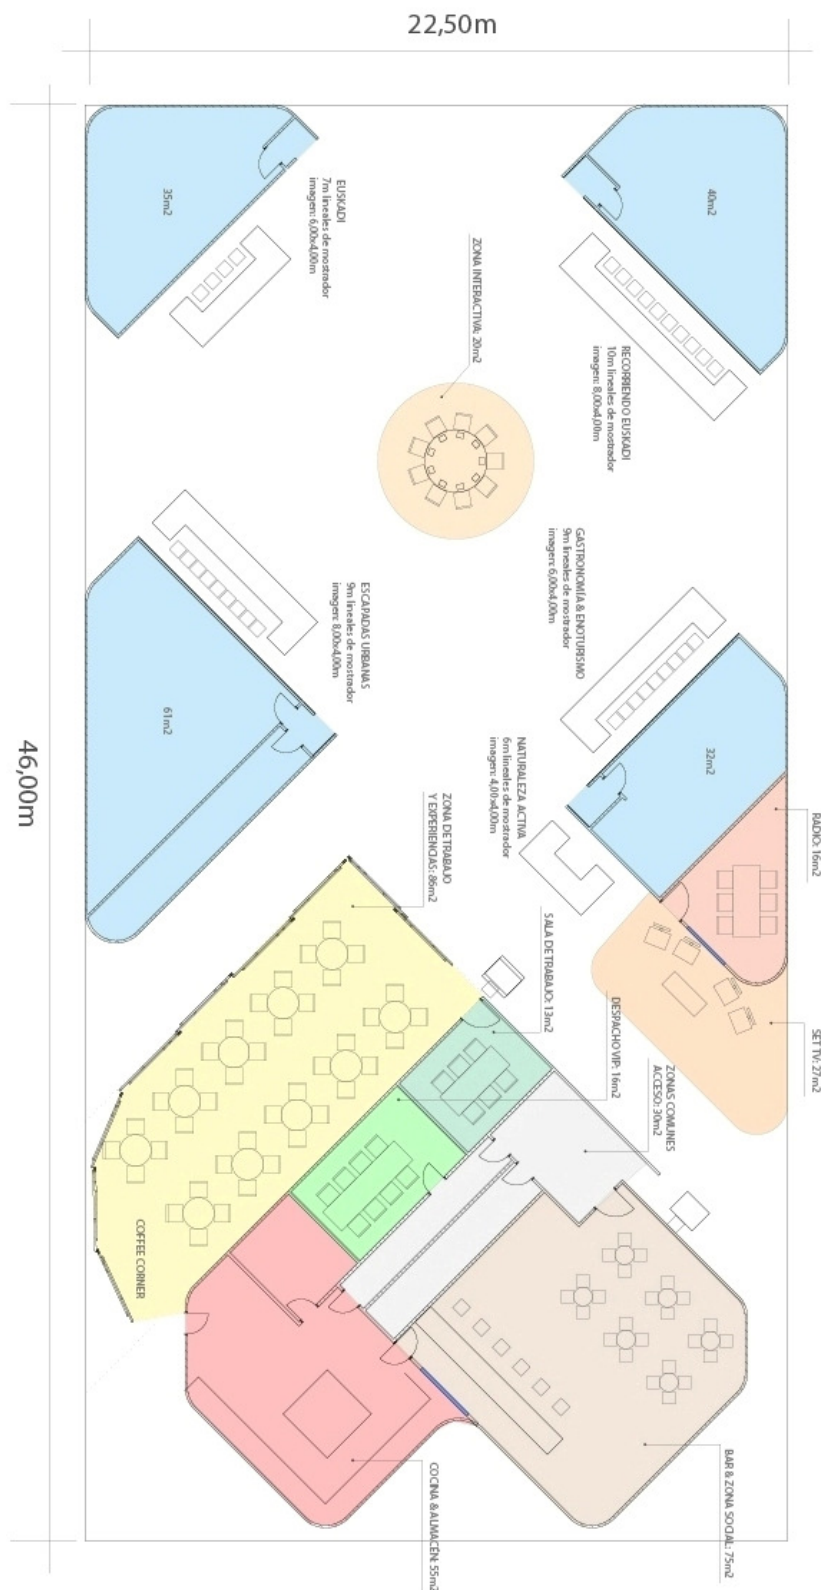 22,50m
46,00m
35m2
EUSKADI
7m lineales de mostrador
imagen: 6,00x4,00m
40m2
RECORRIENDO EUSKADI
10m lineales de mostrador
imagen: 8,00x4,00m
ZONA INTERACTIVA: 20m2
GASTRONOMÍA & ENOTURISMO
9m lineales de mostrador
imagen: 6,00x4,00m
ESCAPADAS URBANAS
9m lineales de mostrador
imagen: 8,00x4,00m
61m2
32m2
NATURALEZA ACTIVA
6m lineales de mostrador
imagen: 4,00x4,00m
RADIO: 16m2
ZONA DE TRABAJO
Y EXPERIENCIAS: 86m2
SALA DE TRABAJO: 13m2
DESPACHO VIP: 16m2
ZONAS COMUNES
ACCESO: 30m2
SET TV: 27m2
COFFEE CORNER
COCINA & ALMACÉN: 55m2
BAR & ZONA SOCIAL: 75m2